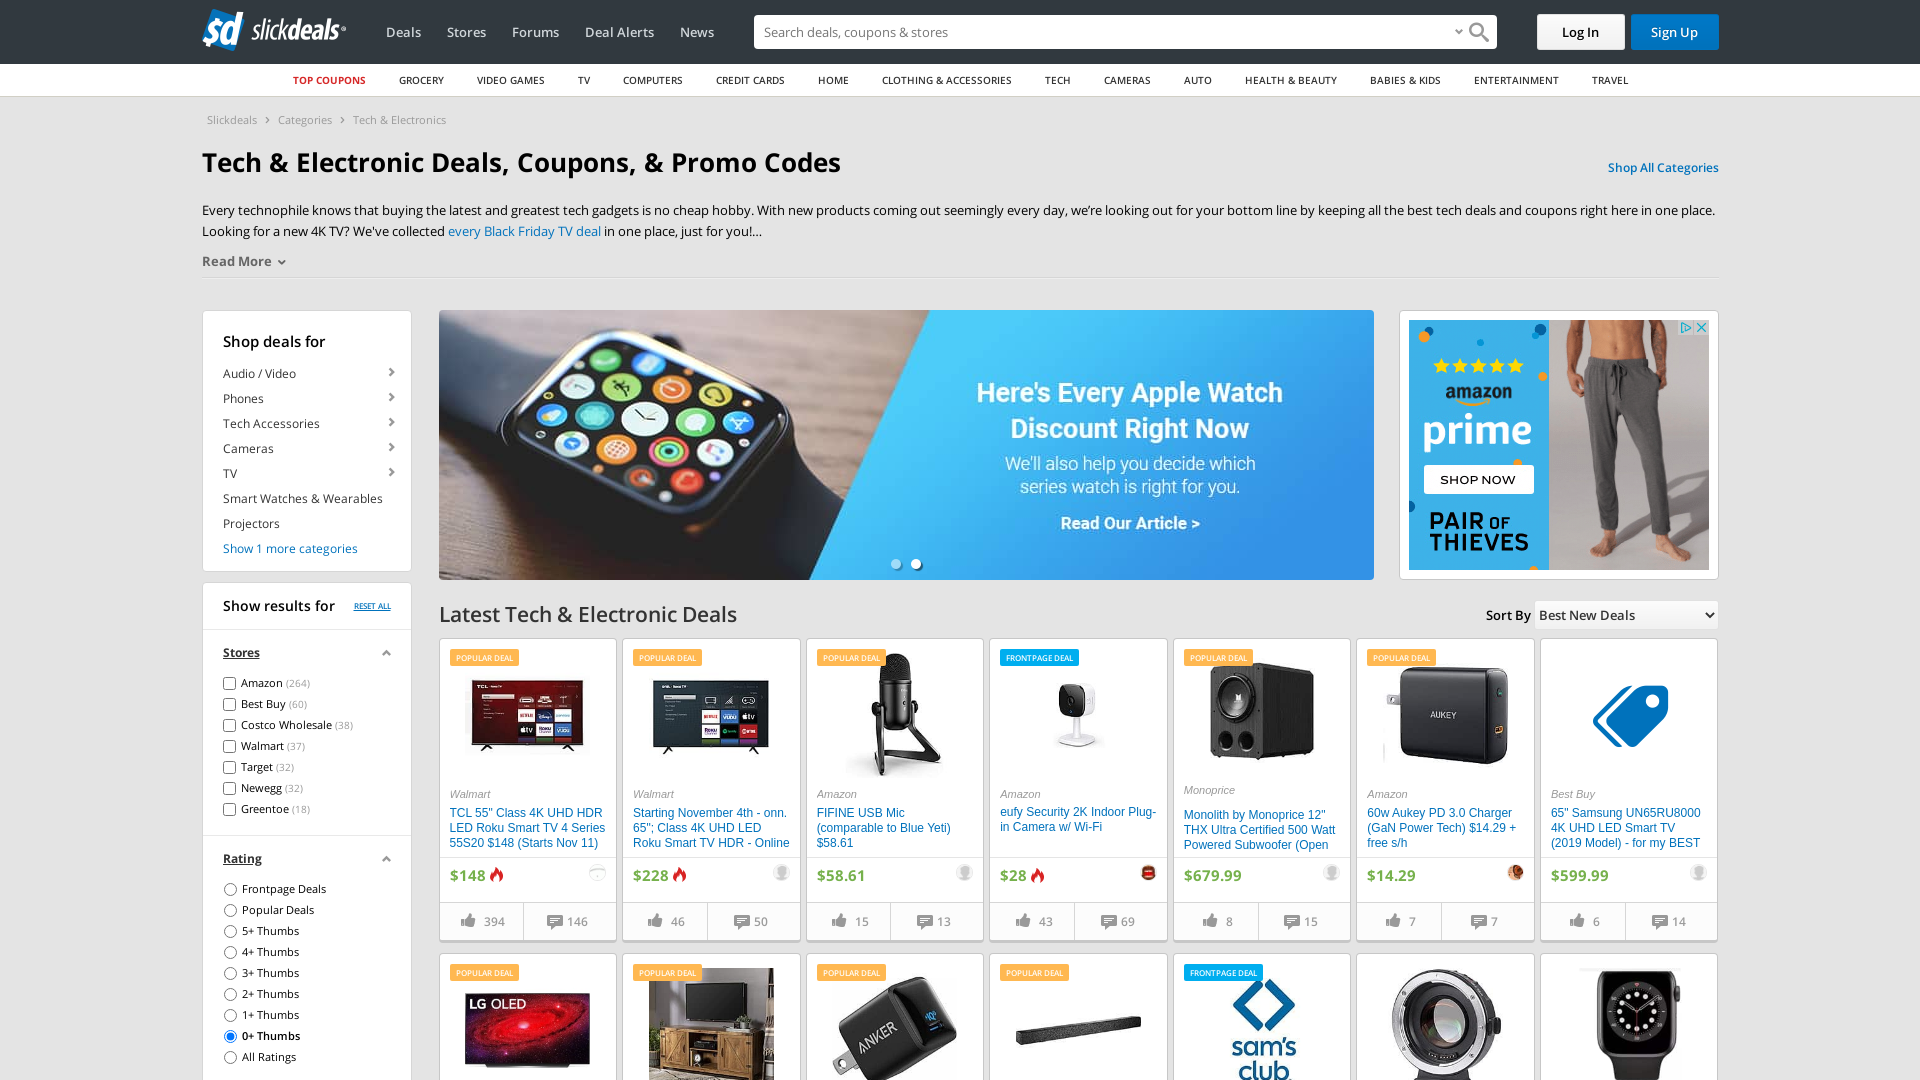 slickdeals
Deals
Stores
Forums
Deal Alerts
News
Search deals, coupons & stores
Log In
Sign Up
TOP COUPONS
GROCERY
VIDEO GAMES
TV
COMPUTERS
CREDIT CARDS
HOME
CLOTHING & ACCESSORIES
TECH
CAMERAS
AUTO
HEALTH & BEAUTY
BABIES & KIDS
ENTERTAINMENT
TRAVEL
Slickdeals
Categories
Tech & Electronics
Tech & Electronic Deals, Coupons, & Promo Codes
Shop All Categories
Every technophile knows that buying the latest and greatest tech gadgets is no cheap hobby. With new products coming out seemingly every day, we’re looking out for your bottom line by keeping all the best tech deals and coupons right here in one place.
Looking for a new 4K TV? We've collected every Black Friday TV deal in one place, just for you!...
Read More
Shop deals for
Audio / Video
Phones
Tech Accessories
Cameras
TV
Smart Watches & Wearables
Projectors
Show 1 more categories
Here's Every Apple Watch
Discount Right Now
We'll also help you decide which
series watch is right for you.
Read Our Article >
amazon
prime
SHOP NOW
PAIR OF
THIEVES
Show results for
RESET ALL
Stores
Amazon (264)
Best Buy (60)
Costco Wholesale (38)
Walmart (37)
Target (32)
Newegg (32)
Greentoe (18)
Rating
Frontpage Deals
Popular Deals
5+ Thumbs
4+ Thumbs
3+ Thumbs
2+ Thumbs
1+ Thumbs
0+ Thumbs
All Ratings
Latest Tech & Electronic Deals
Sort By
Best New Deals
POPULAR DEAL
Walmart
TCL 55" Class 4K UHD HDR
LED Roku Smart TV 4 Series
55S20 $148 (Starts Nov 11)
$148
394
146
POPULAR DEAL
Walmart
Starting November 4th - onn.
65"; Class 4K UHD LED
Roku Smart TV HDR - Online
$228
46
50
POPULAR DEAL
Amazon
FIFINE USB Mic
(comparable to Blue Yeti)
$58.61
$58.61
15
13
FRONTPAGE DEAL
Amazon
eufy Security 2K Indoor Plug-
in Camera w/ Wi-Fi
$28
43
69
POPULAR DEAL
Monoprice
Monolith by Monoprice 12"
THX Ultra Certified 500 Watt
Powered Subwoofer (Open
$679.99
8
15
POPULAR DEAL
AUKEY
Amazon
60w Aukey PD 3.0 Charger
(GaN Power Tech) $14.29 +
free s/h
$14.29
7
7
Best Buy
65" Samsung UN65RU8000
4K UHD LED Smart TV
(2019 Model) - for my BEST
$599.99
6
14
POPULAR DEAL
LG OLED
POPULAR DEAL
POPULAR DEAL
ANKER
POPULAR DEAL
FRONTPAGE DEAL
sam's
club